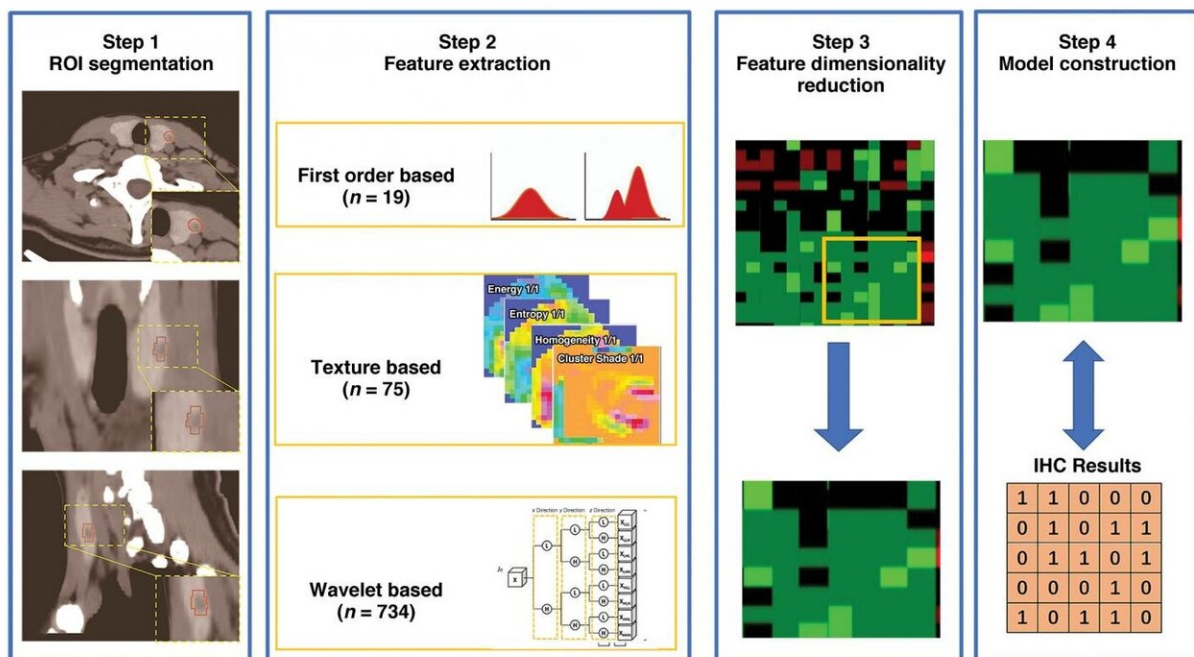 Step 1
ROI segmentation
Step 2
Feature extraction
First order based
(n = 19)
Texture based
(n = 75)
Energy 1/1
Entropy 1/1
Homogeneity 1/1
Cluster Shade 1/1
Wavelet based
(n = 734)
x Direction y Direction z Direction
X
L
H
L
H
L
H
L
H
L
H
L
H
L
H
Step 3
Feature dimensionality
reduction
Step 4
Model construction
IHC Results
1 1 0 0 0
0 1 0 1 1
0 1 1 0 1
0 0 0 1 0
1 0 1 1 0